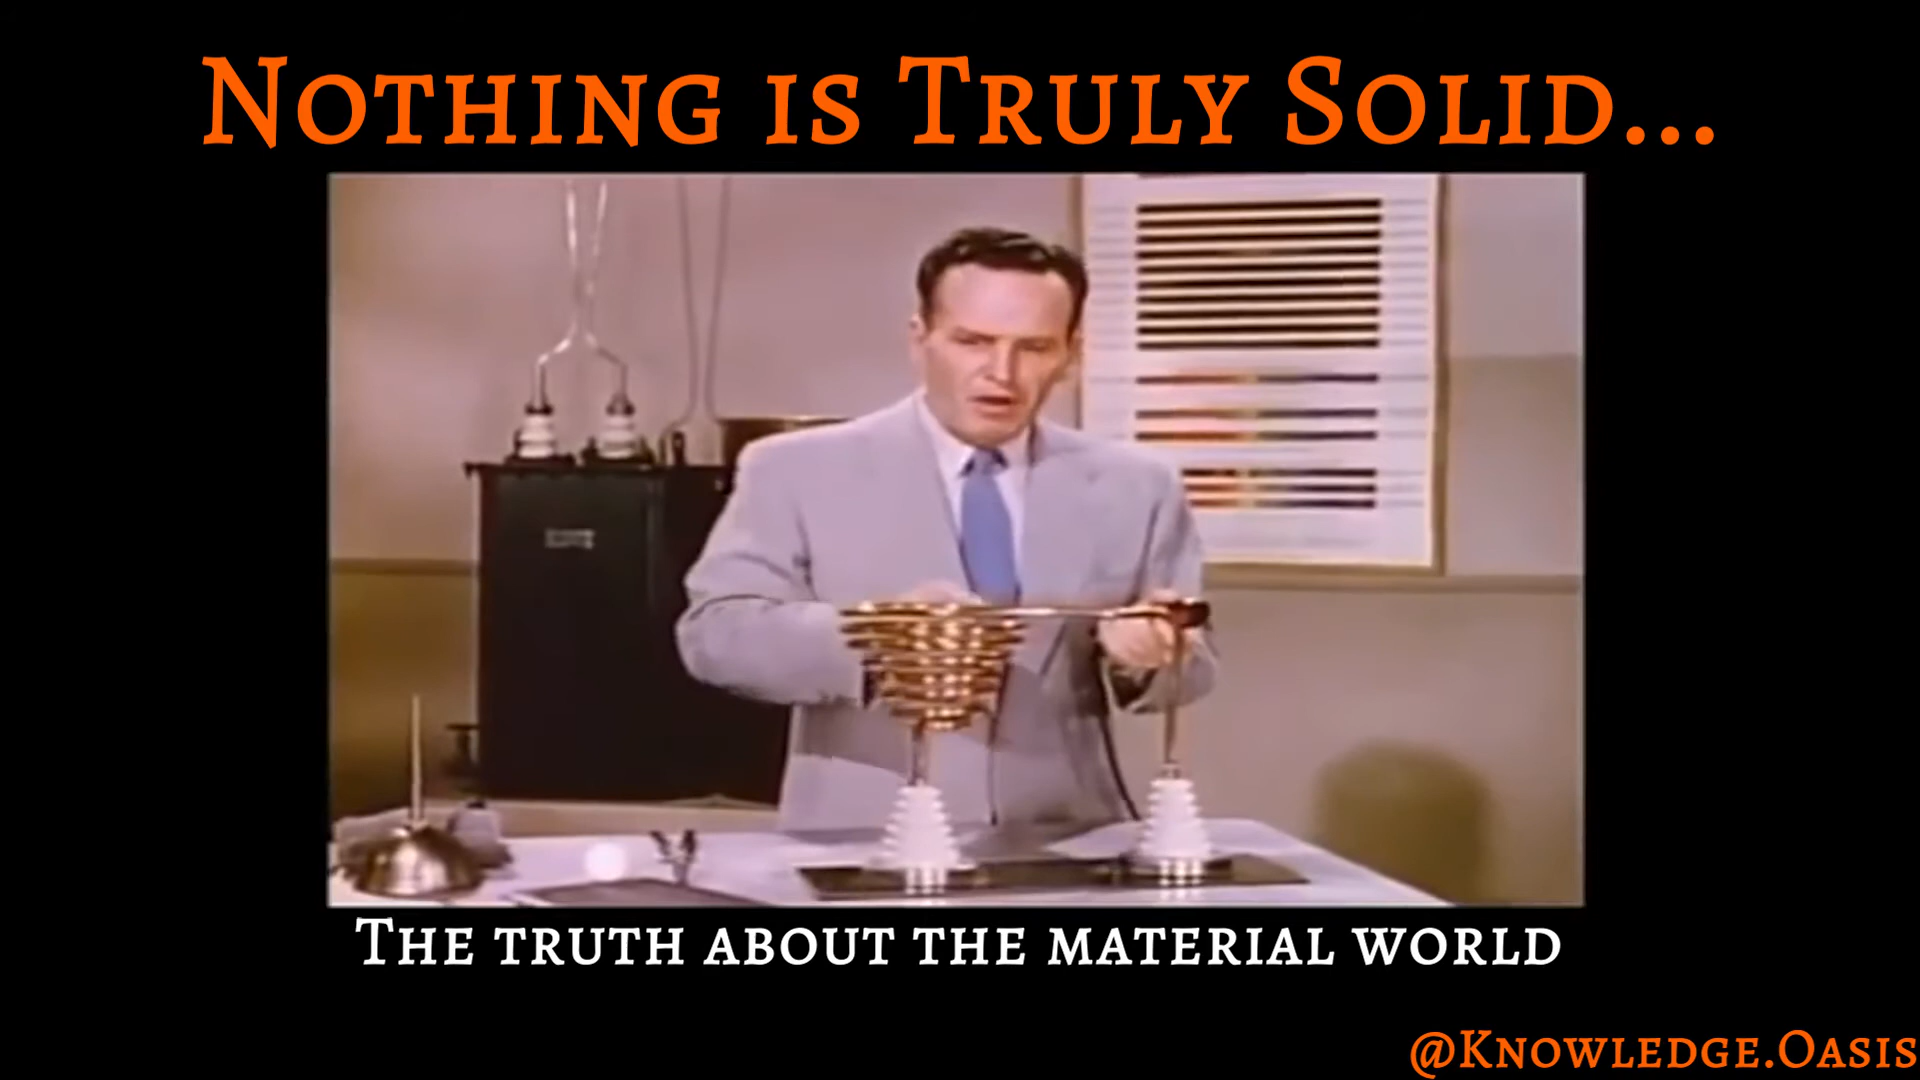 Nothing is Truly Solid...
The truth about the material world
@Knowledge.Oasis